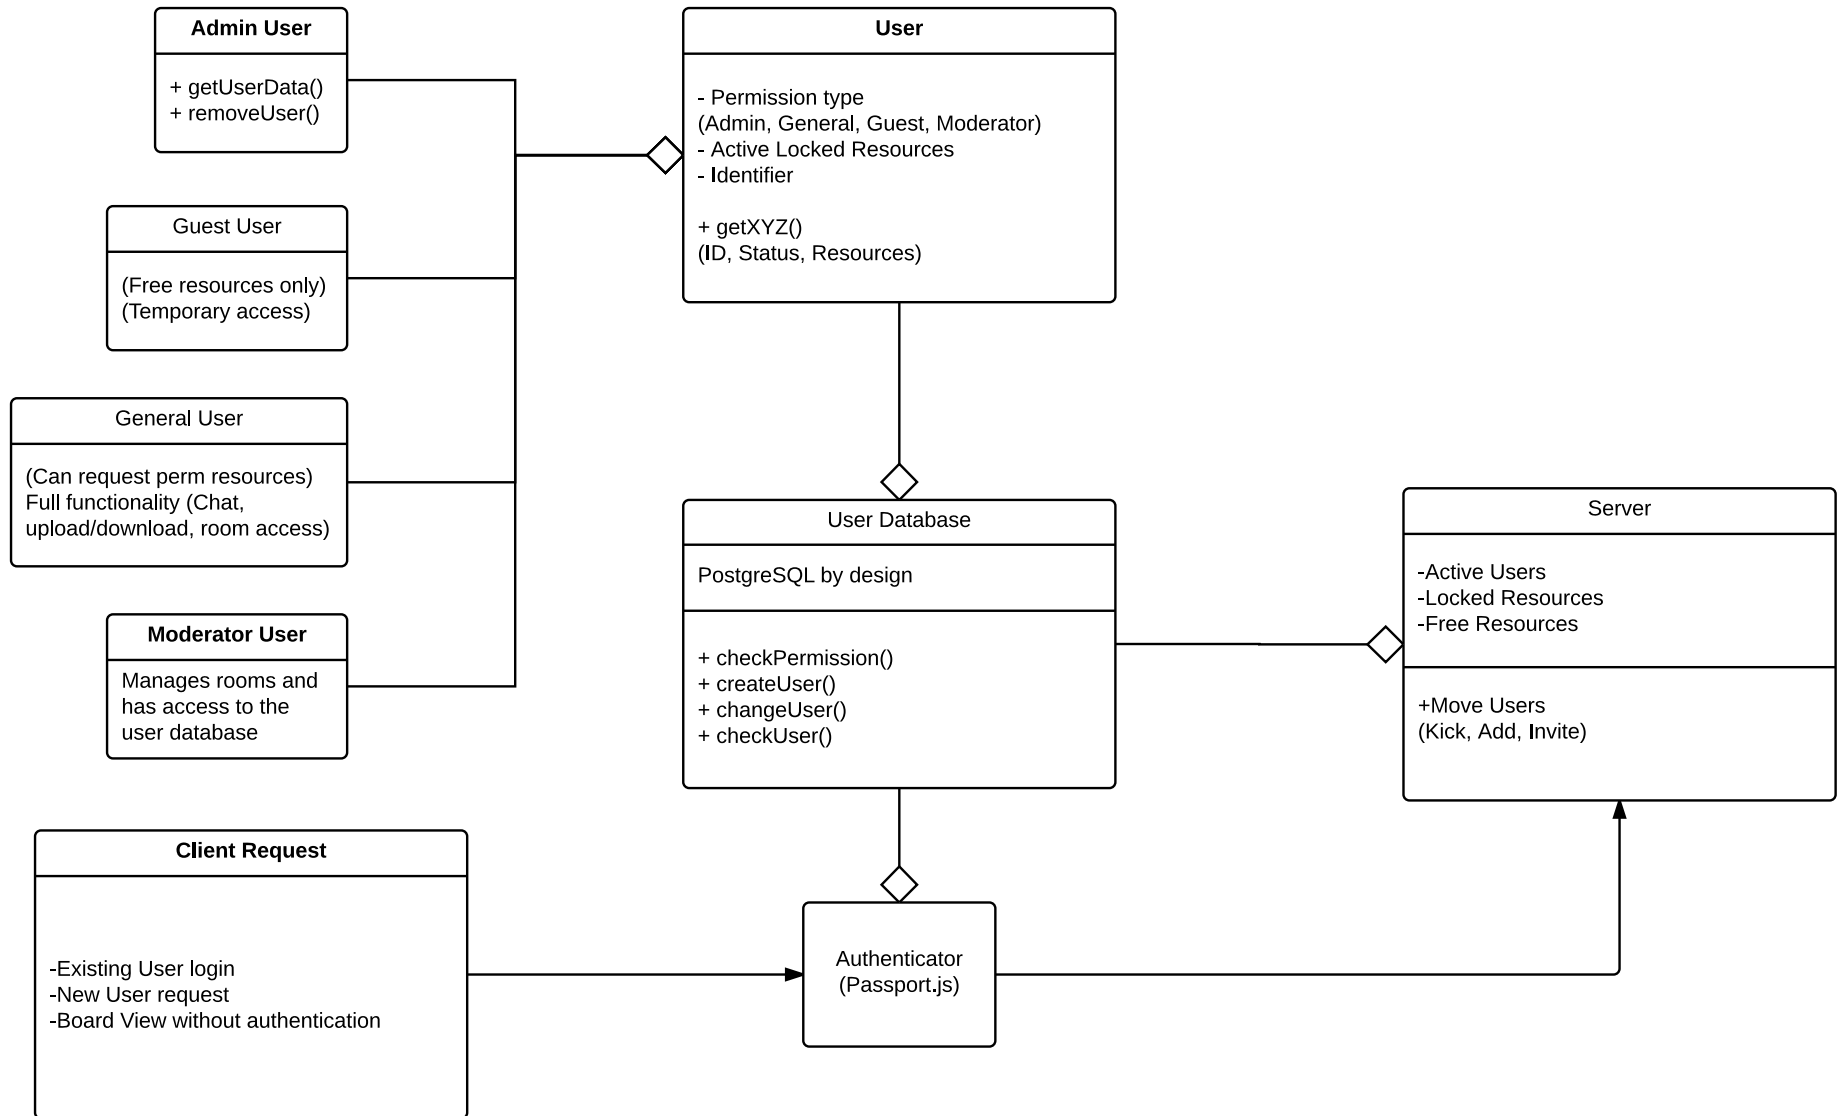 Admin User
+ getUserData()
+ removeUser()
User
- Permission type
(Admin, General, Guest, Moderator)
- Active Locked Resources
- Identifier
+ getXYZ()
(ID, Status, Resources)
Guest User
(Free resources only)
(Temporary access)
General User
(Can request perm resources)
Full functionality (Chat,
upload/download, room access)
Moderator User
Manages rooms and
has access to the
user database
User Database
PostgreSQL by design
+ checkPermission()
+ createUser()
+ changeUser()
+ checkUser()
Server
-Active Users
-Locked Resources
-Free Resources
+Move Users
(Kick, Add, Invite)
Client Request
-Existing User login
-New User request
-Board View without authentication
Authenticator
(Passport.js)